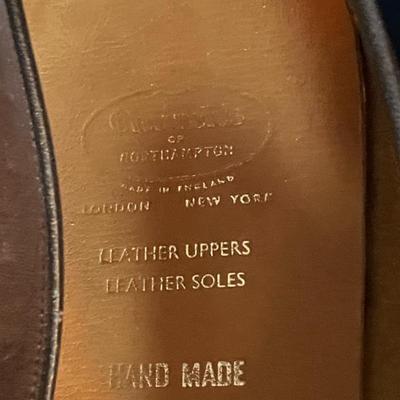 OF
NORTHAMPTON
MADE IN ENGLAND
LONDON NEW YORK
LEATHER UPPERS
LEATHER SOLES
HAND MADE